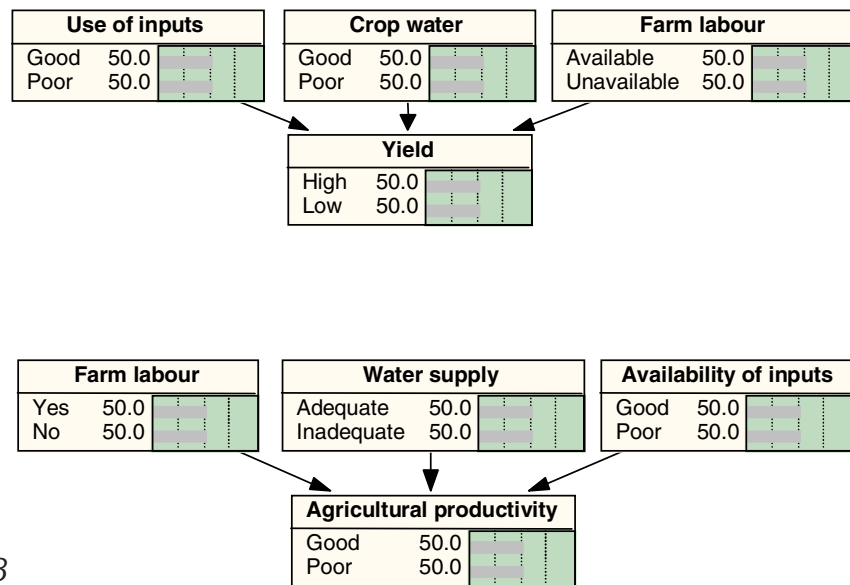 Use of inputs
Good 50.0
Poor 50.0
Crop water
Good 50.0
Poor 50.0
Farm labour
Available 50.0
Unavailable 50.0
Yield
High 50.0
Low 50.0
Farm labour
Yes 50.0
No 50.0
Water supply
Adequate 50.0
Inadequate 50.0
Availability of inputs
Good 50.0
Poor 50.0
Agricultural productivity
Good 50.0
Poor 50.0